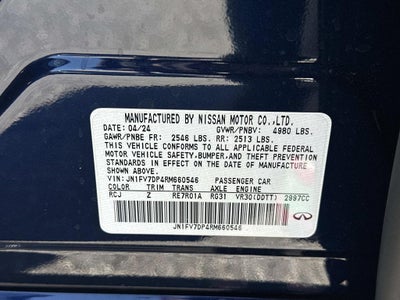 MANUFACTURED BY NISSAN MOTOR CO.,LTD.
DATE: 04/24 GVWR/PNBV: 4980 LBS.
GAWR/PNBE FR: 2546 LBS. RR: 2513 LBS.
THIS VEHICLE CONFORMS TO ALL APPLICABLE FEDERAL
MOTOR VEHICLE SAFETY,BUMPER,AND THEFT PREVENTION
STANDARDS IN EFFECT ON THE DATE OF MANUFACTURE
SHOWN ABOVE.
VIN: JN1FV7DP4RM660546 PASSENGER CAR
COLOR TRIM TRANS AXLE ENGINE
RCJ Z RE7R01A RG31 VR30(DDTT) 2997CC
JN1FV7DP4RM660546